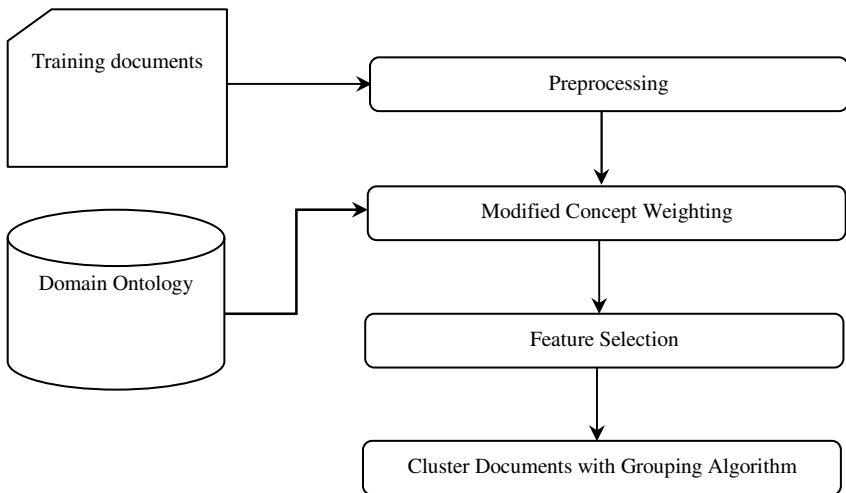 Training documents
Preprocessing
Modified Concept Weighting
Domain Ontology
Feature Selection
Cluster Documents with Grouping Algorithm